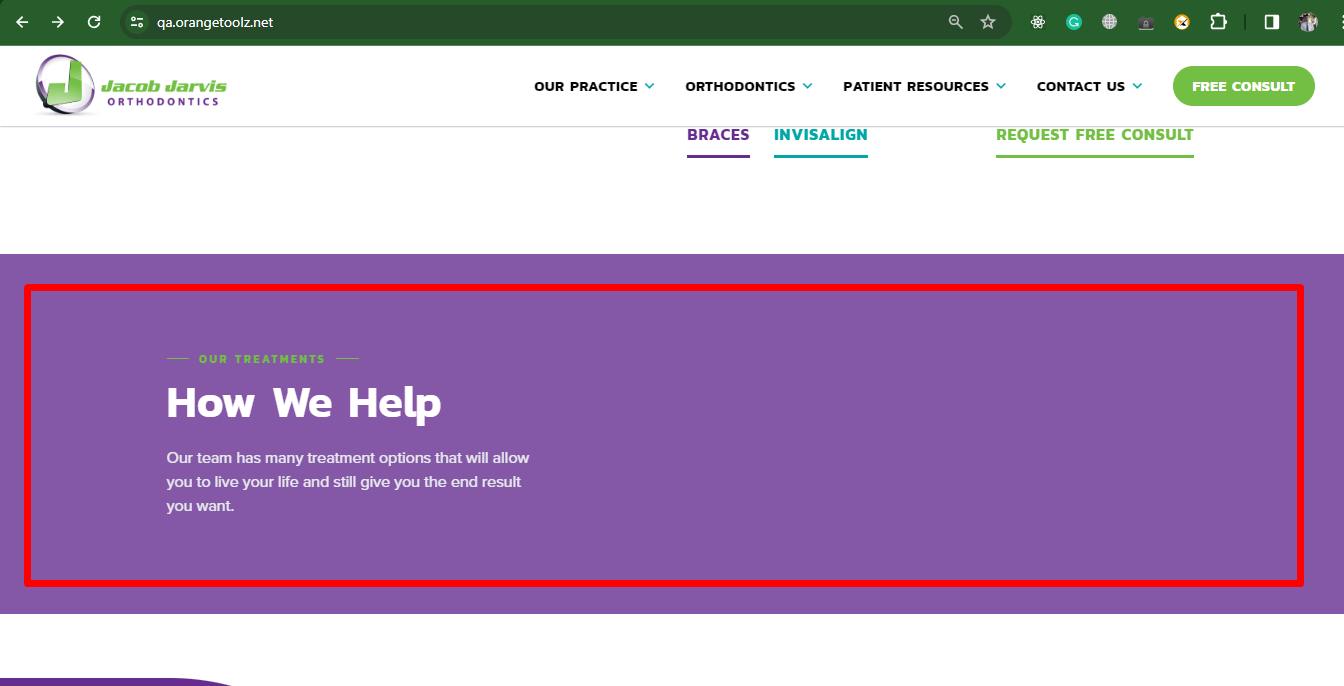 qa.orangetoolz.net
Jacob Jarvis
ORTHODONTICS
OUR PRACTICE ORTHODONTICS PATIENT RESOURCES CONTACT US FREE CONSULT
BRACES INVISALIGN REQUEST FREE CONSULT
OUR TREATMENTS
How We Help
Our team has many treatment options that will allow
you to live your life and still give you the end result
you want.